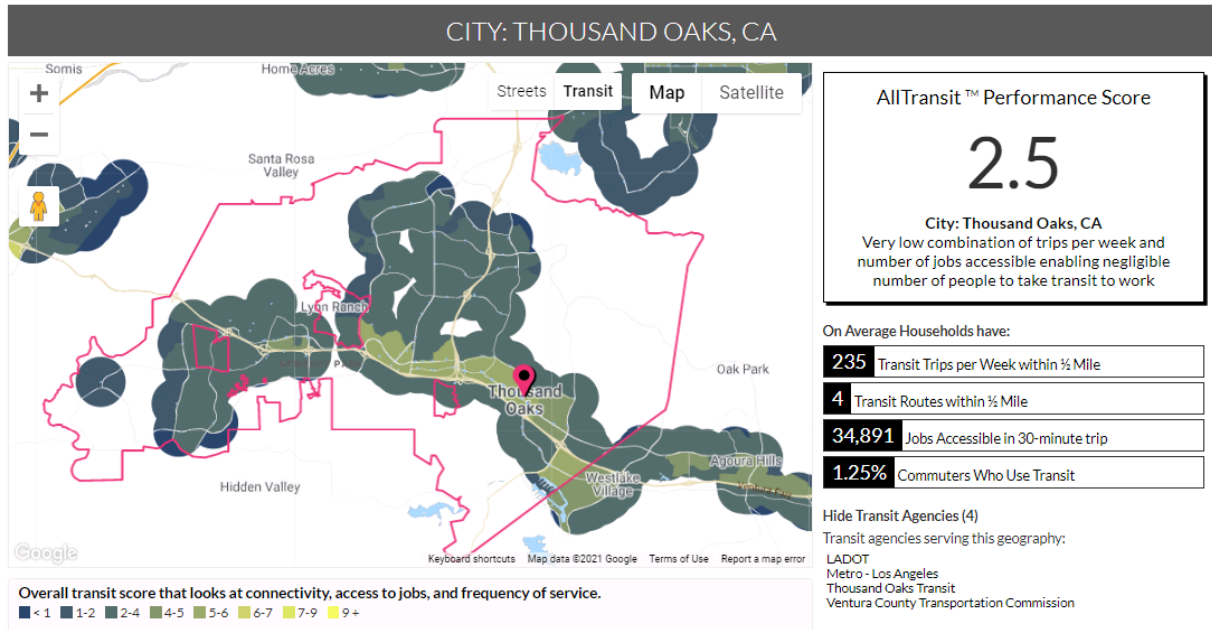 CITY: THOUSAND OAKS, CA
Somis
Home Acres
+
−
Streets Transit
Map Satellite
Santa Rosa
Valley
Lynn Ranch
Oak Park
Thousand
Oaks
Agoura Hills
Westlake
Village
Hidden Valley
Google
Keyboard shortcuts Map data ©2021 Google Terms of Use Report a map error
Overall transit score that looks at connectivity, access to jobs, and frequency of service.
< 1 1-2 2-4 4-5 5-6 6-7 7-9 9 +
AllTransit ™ Performance Score
2.5
City: Thousand Oaks, CA
Very low combination of trips per week and
number of jobs accessible enabling negligible
number of people to take transit to work
On Average Households have:
235 Transit Trips per Week within ½ Mile
4 Transit Routes within ½ Mile
34,891 Jobs Accessible in 30-minute trip
1.25% Commuters Who Use Transit
Hide Transit Agencies (4)
Transit agencies serving this geography:
LADOT
Metro - Los Angeles
Thousand Oaks Transit
Ventura County Transportation Commission